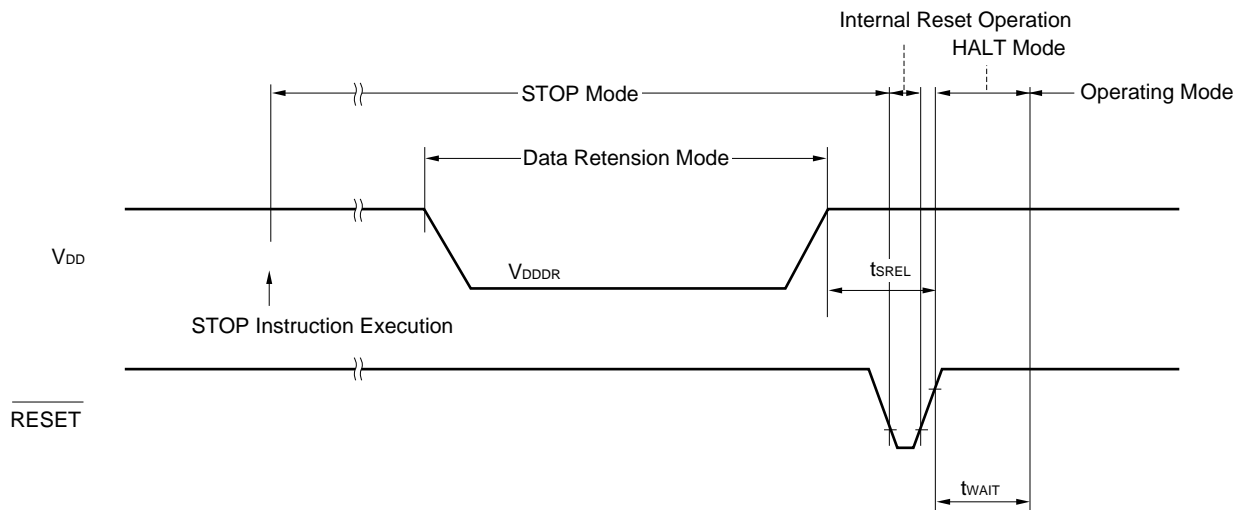 Internal Reset Operation
HALT Mode
STOP Mode
Operating Mode
Data Retension Mode
VDD
VDDDR
tSREL
STOP Instruction Execution
RESET
tWAIT